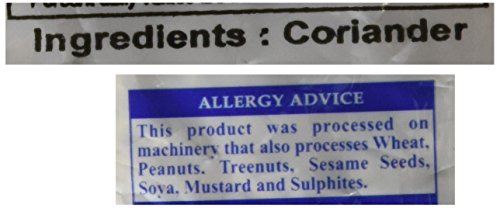 Ingredients : Coriander
ALLERGY ADVICE
This product was processed on
machinery that also processes Wheat,
Peanuts. Treenuts, Sesame Seeds,
Soya, Mustard and Sulphites.